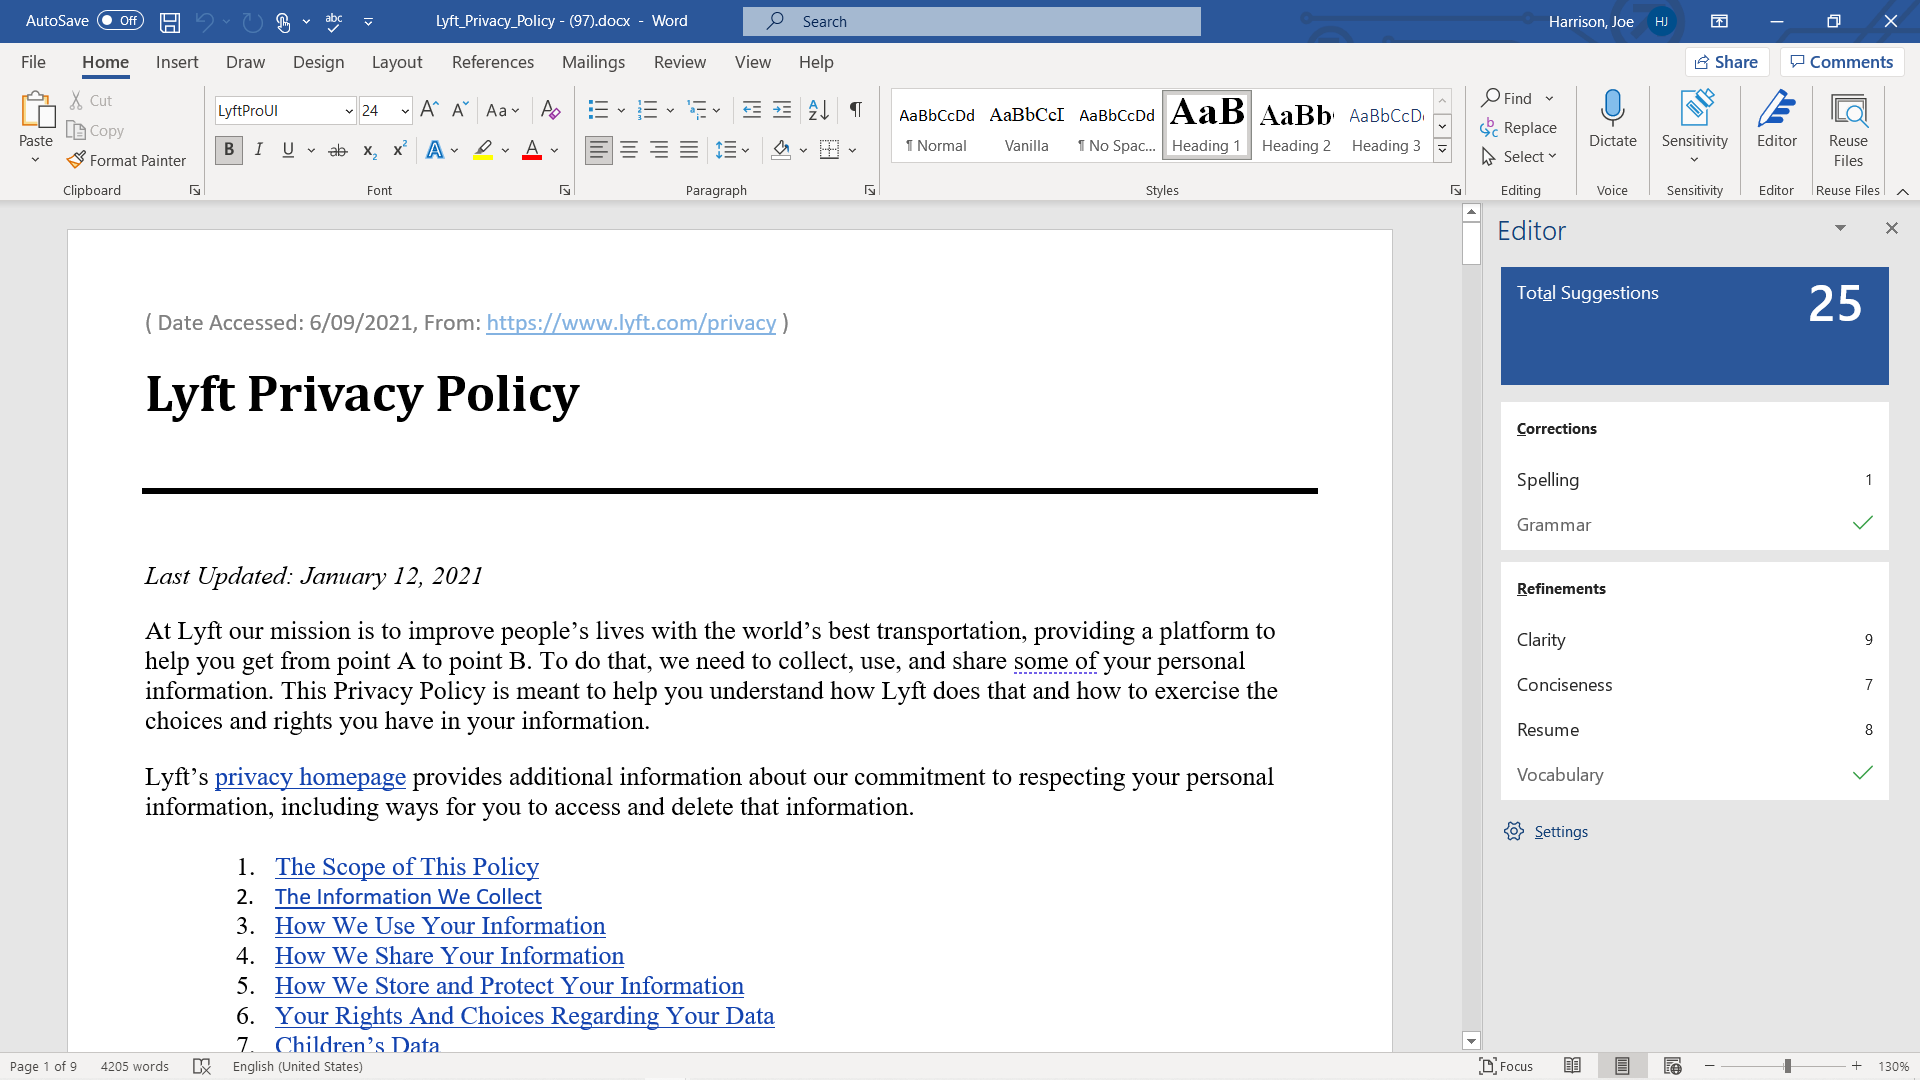 AutoSave Off Lyft_Privacy_Policy - (97).docx - Word Search Harrison, Joe HJ
File Home Insert Draw Design Layout References Mailings Review View Help Share Comments
Paste
Cut
Copy
Format Painter
Clipboard
LyftProUI 24
Aa
B I U ab x₂ x² A A
Font
Paragraph
AaBbCcDd AaBbCcI AaBbCcDd AaB AaBb AaBbCcD
¶ Normal Vanilla ¶ No Spac... Heading 1 Heading 2 Heading 3
Styles
Find
Replace
Select
Editing
Dictate
Voice
Sensitivity
Sensitivity
Editor
Editor
Reuse
Files
Reuse Files
( Date Accessed: 6/09/2021, From: https://www.lyft.com/privacy )
Lyft Privacy Policy
Last Updated: January 12, 2021
At Lyft our mission is to improve people’s lives with the world’s best transportation, providing a platform to
help you get from point A to point B. To do that, we need to collect, use, and share some of your personal
information. This Privacy Policy is meant to help you understand how Lyft does that and how to exercise the
choices and rights you have in your information.
Lyft’s privacy homepage provides additional information about our commitment to respecting your personal
information, including ways for you to access and delete that information.
1. The Scope of This Policy
2. The Information We Collect
3. How We Use Your Information
4. How We Share Your Information
5. How We Store and Protect Your Information
6. Your Rights And Choices Regarding Your Data
7. Children’s Data
Editor
Total Suggestions 25
Corrections
Spelling 1
Grammar
Refinements
Clarity 9
Conciseness 7
Resume 8
Vocabulary
Settings
Page 1 of 9 4205 words English (United States) Focus 130%